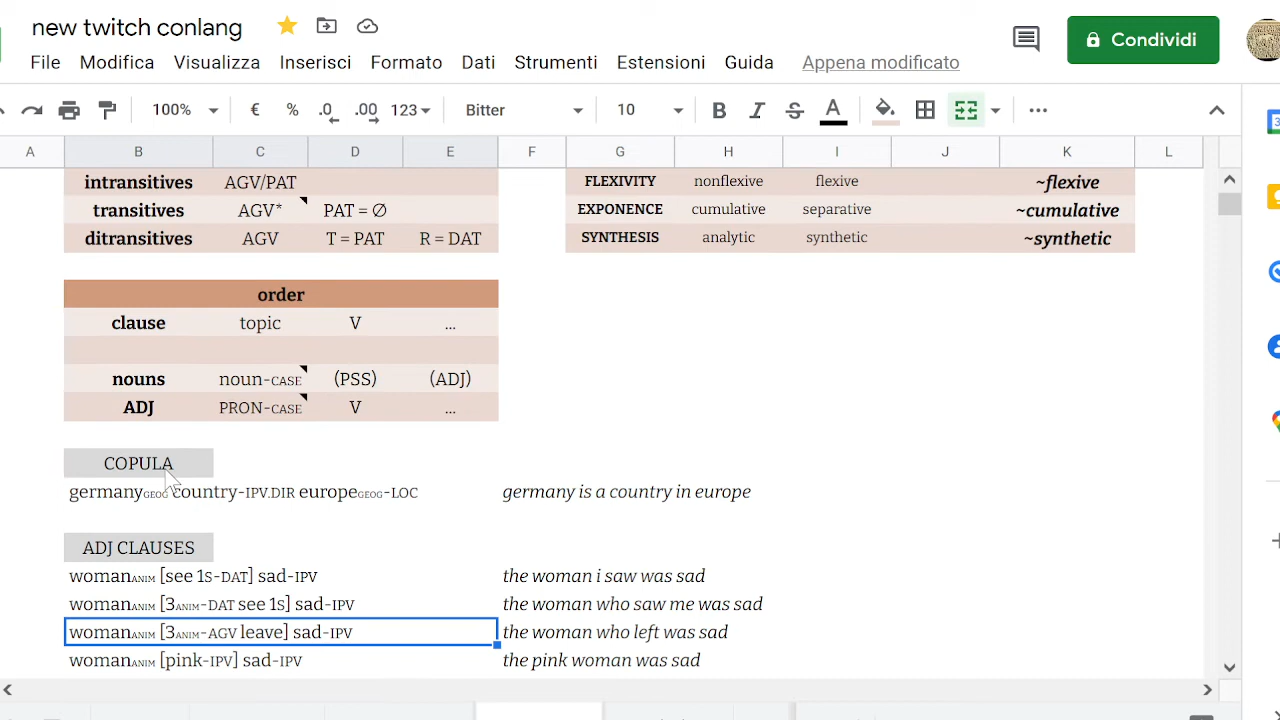 new twitch conlang
Condividi
File Modifica Visualizza Inserisci Formato Dati Strumenti Estensioni Guida Appena modificato
100% € % .0 .00 123 Bitter 10 B I S A
A B C D E F G H I J K L
intransitives AGV/PAT FLEXIVITY nonflexive flexive ~flexive
transitives AGV* PAT = Ø EXPONENCE cumulative separative ~cumulative
ditransitives AGV T = PAT R = DAT SYNTHESIS analytic synthetic ~synthetic
order
clause topic V ...
nouns noun-CASE (PSS) (ADJ)
ADJ PRON-CASE V ...
COPULA
germanyGEOG country-IPV.DIR europeGEOG-LOC germany is a country in europe
ADJ CLAUSES
womanANIM [see 1S-DAT] sad-IPV the woman i saw was sad
womanANIM [3ANIM-DAT see 1S] sad-IPV the woman who saw me was sad
womanANIM [3ANIM-AGV leave] sad-IPV the woman who left was sad
womanANIM [pink-IPV] sad-IPV the pink woman was sad